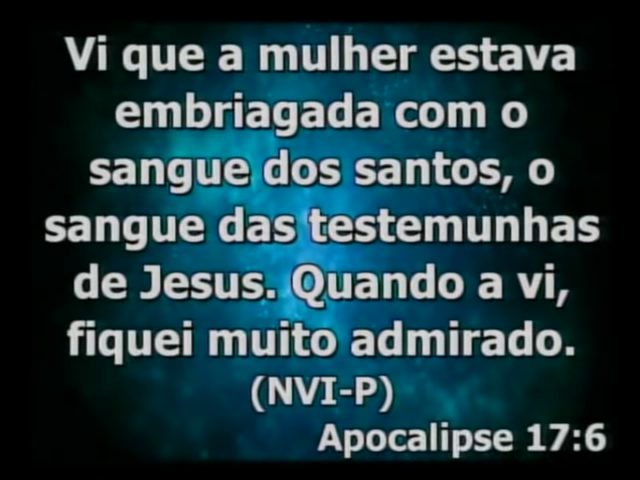 Vi que a mulher estava
embriagada com o
sangue dos santos, o
sangue das testemunhas
de Jesus. Quando a vi,
fiquei muito admirado.
(NVI-P)
Apocalipse 17:6